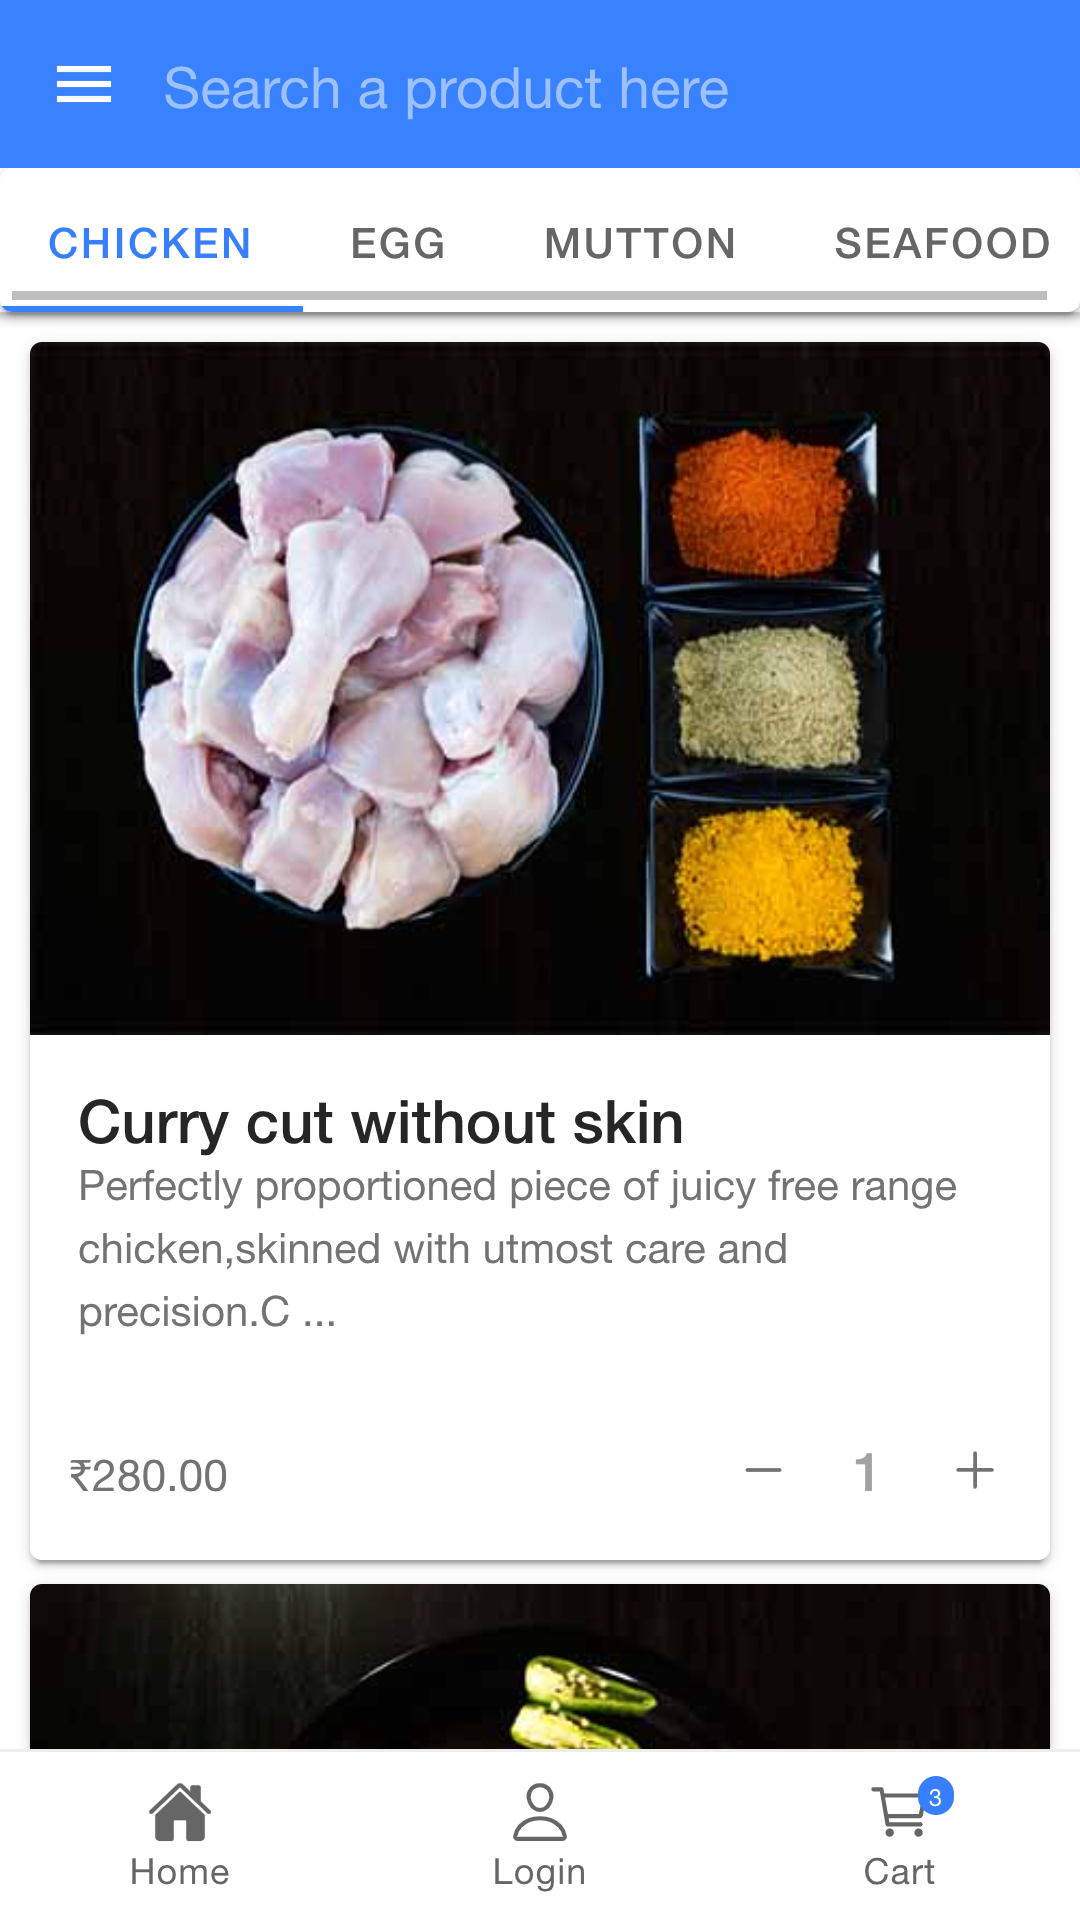 Search a product here
CHICKEN EGG MUTTON SEAFOOD
Curry cut without skin
Perfectly proportioned piece of juicy free range
chicken,skinned with utmost care and
precision.C ...
₹280.00 1
3
Home Login Cart